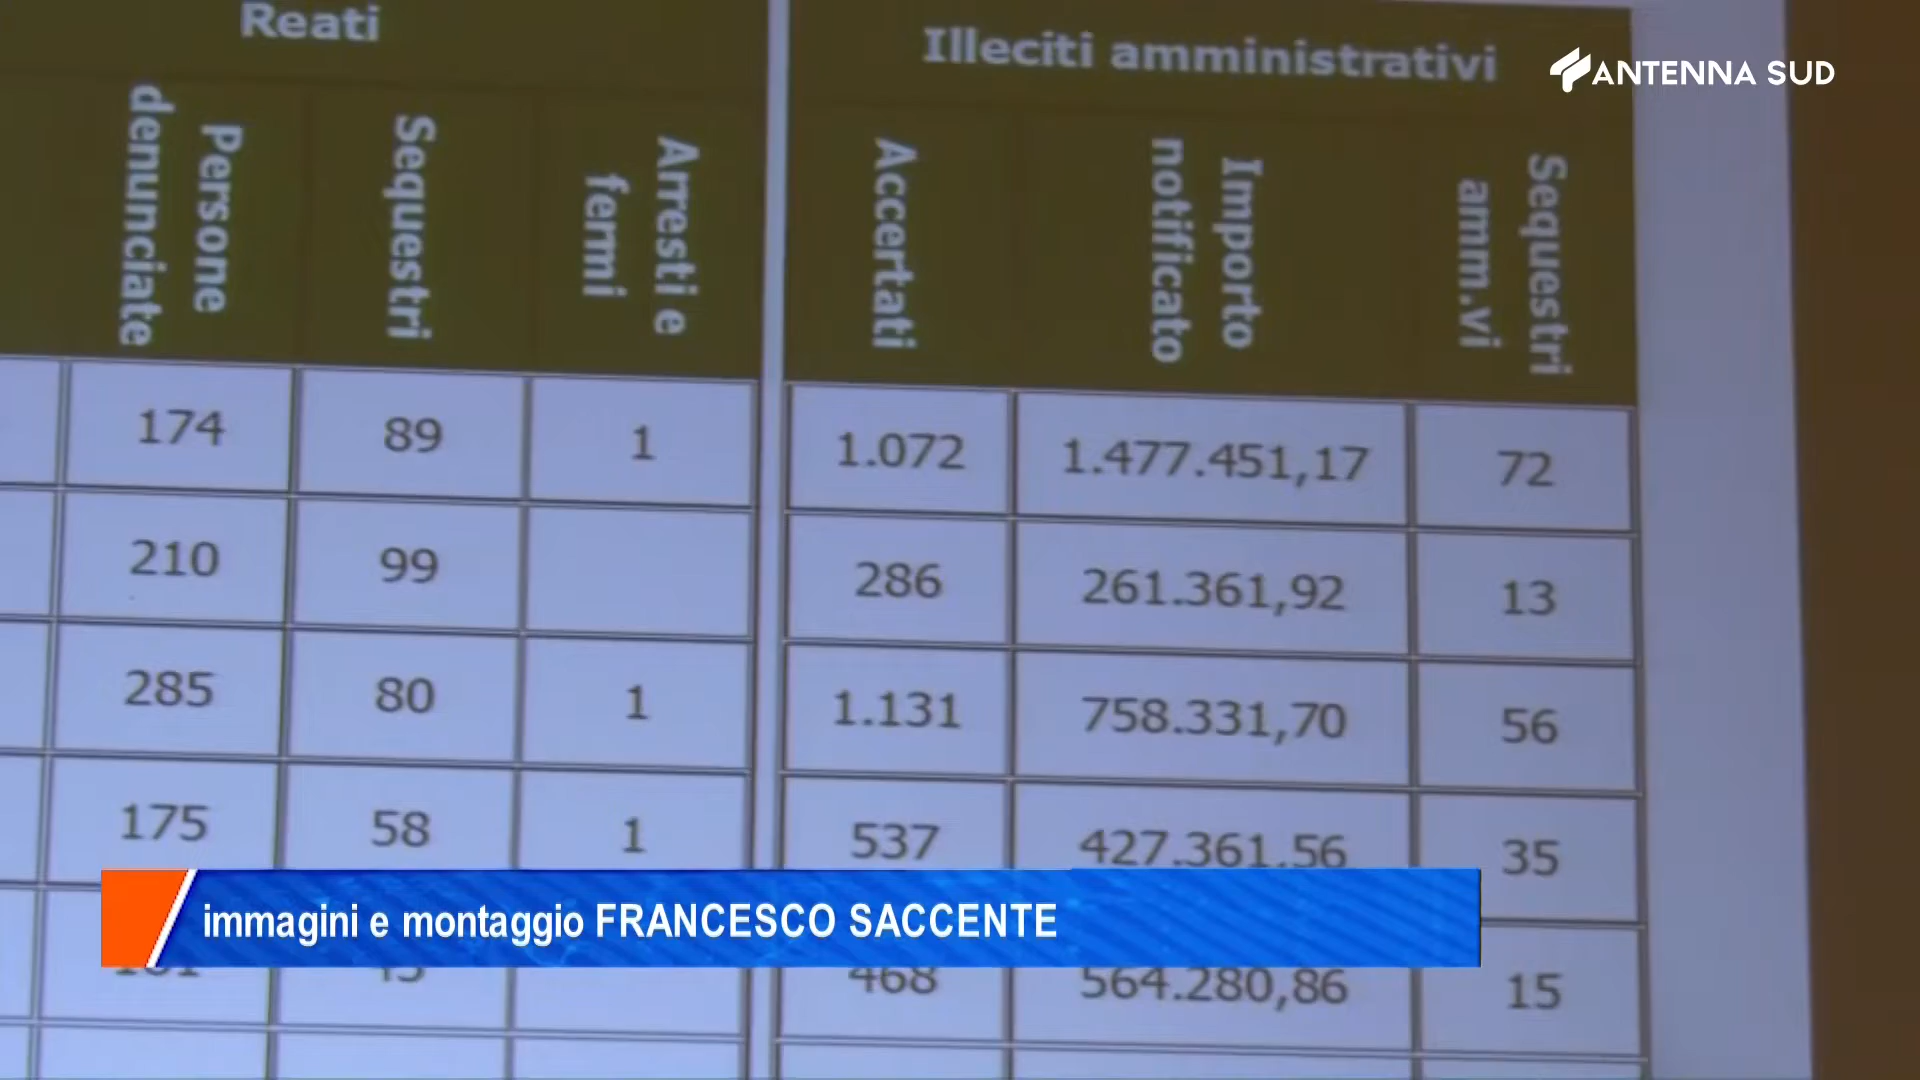 Reati
Illeciti amministrativi
ANTENNA SUD
Persone
denunciate
Sequestri
Arresti e
fermi
Accertati
Importo
notificato
Sequestri
amm.vi
174 89 1 1.072 1.477.451,17 72
210 99 286 261.361,92 13
285 80 1 1.131 758.331,70 56
175 58 1 537 427.361,56 35
immagini e montaggio FRANCESCO SACCENTE
468 564.280,86 15